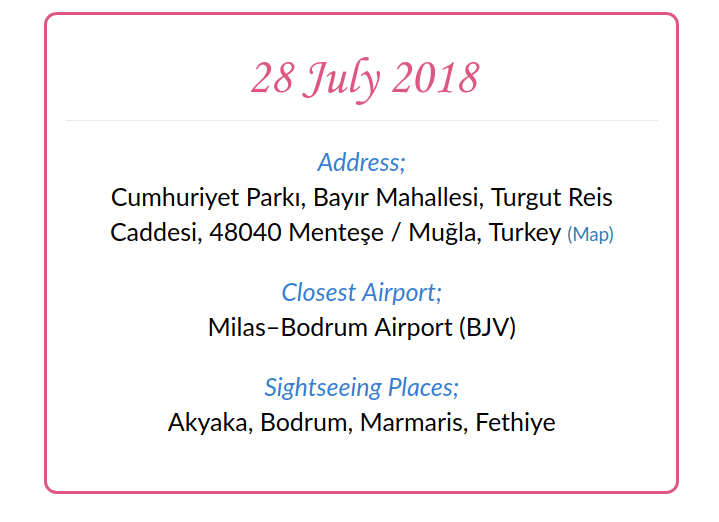 28 July 2018
Address;
Cumhuriyet Parkı, Bayır Mahallesi, Turgut Reis
Caddesi, 48040 Menteşe / Muğla, Turkey (Map)
Closest Airport;
Milas–Bodrum Airport (BJV)
Sightseeing Places;
Akyaka, Bodrum, Marmaris, Fethiye